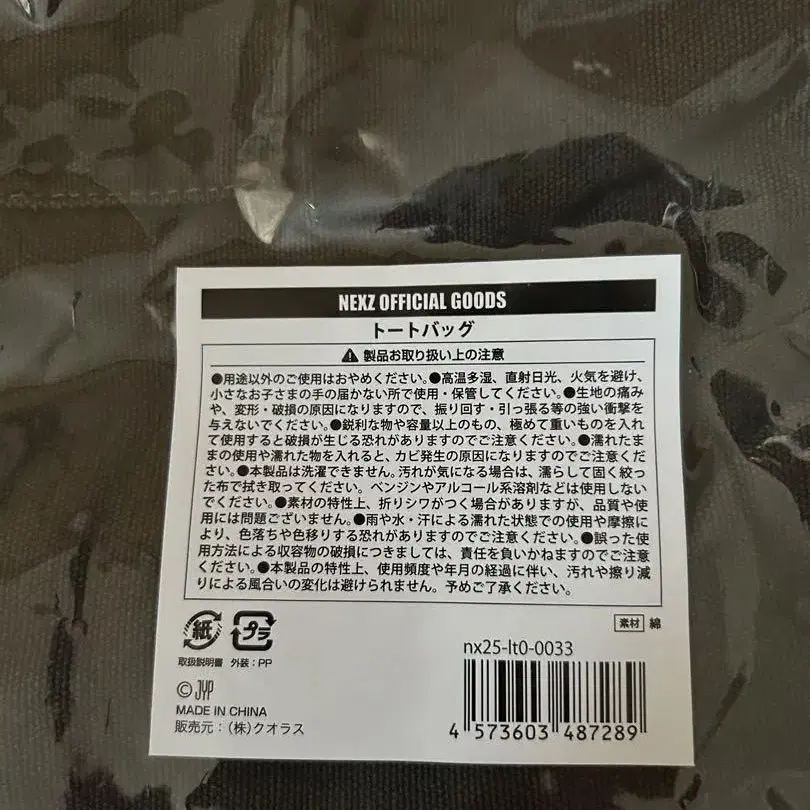 NEXZ OFFICIAL GOODS
トートバッグ
製品お取り扱い上の注意
●用途以外のご使用はおやめください。●高温多湿、直射日光、火気を避け、
小さなお子さまの手の届かない所で使用・保管してください。●生地の痛み
や、変形・破損の原因になりますので、振り回す・引っ張る等の強い衝撃を
与えないでください。●鋭利な物や容量以上のもの、極めて重いものを入れ
て使用すると破損が生じる恐れがありますのでご注意ください。●濡れたま
まの使用や濡れた物を入れると、カビ発生の原因になりますのでご注意くださ
い。●本製品は洗濯できません。汚れが気になる場合は、濡らして固く絞っ
た布で拭き取ってください。ベンジンやアルコール系溶剤などは使用しない
でください。●素材の特性上、折りシワがつく場合がありますが、品質や使
用には問題ございません。●雨や水・汗による濡れた状態での使用や摩擦に
より、色落ちや色移りする恐れがありますのでご注意ください。●誤った使
用方法による収容物の破損につきましては、責任を負いかねますのでご注意
ください。●本製品の特性上、使用頻度や年月の経過に伴い、汚れや擦り減
りによる風合いの変化は避けられません。予めご了承ください。
素材 綿
紙 プラ
取扱説明書 外装：PP
nx25-lt0-0033
© JYP
MADE IN CHINA
販売元：（株）クオラス
4 573603 487289